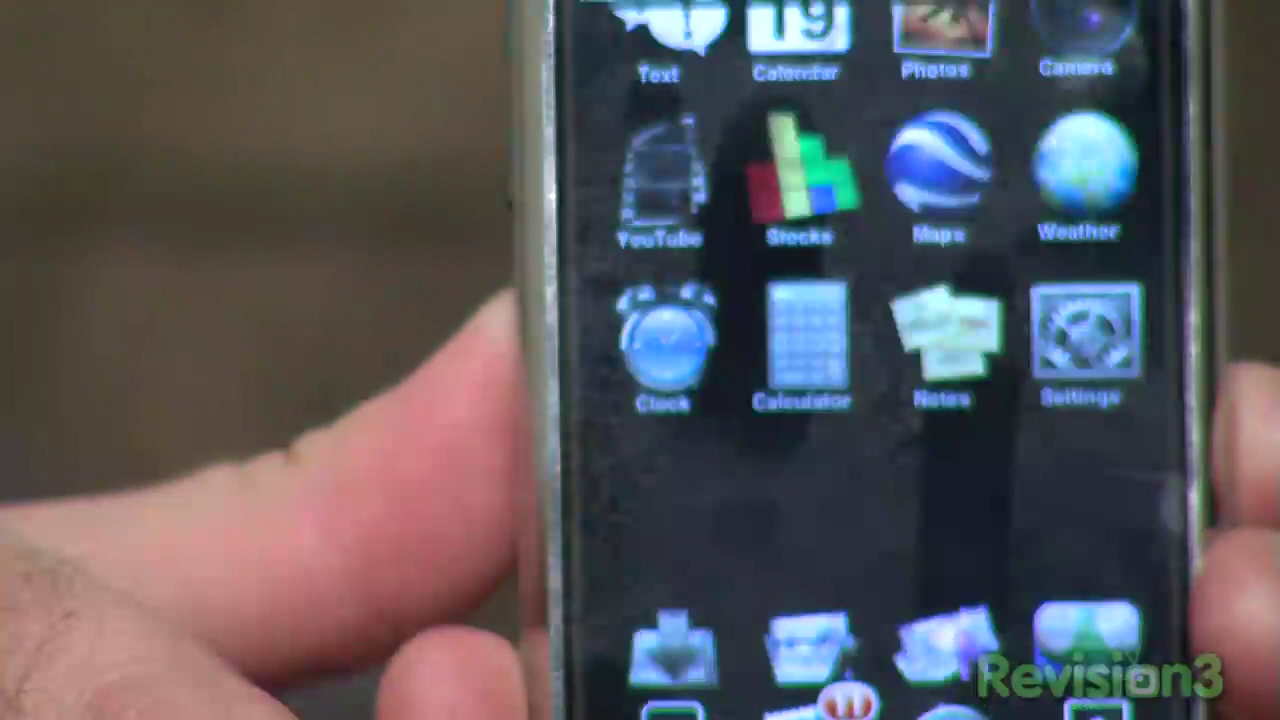 19
Text Calendar Photos Camera
YouTube Stocks Maps Weather
Clock Calculator Notes Settings
Revision3